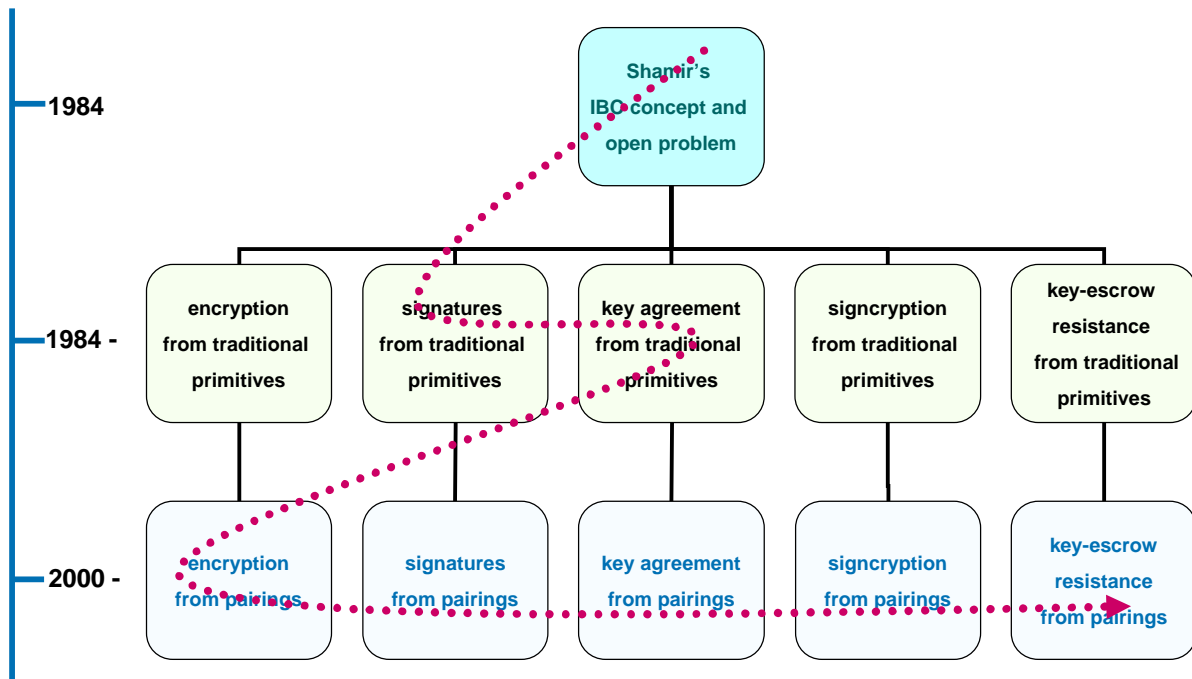 1984
Shamir's
IBC concept and
open problem
1984 -
encryption
from traditional
primitives
signatures
from traditional
primitives
key agreement
from traditional
primitives
signcryption
from traditional
primitives
key-escrow
resistance
from traditional
primitives
2000 -
encryption
from pairings
signatures
from pairings
key agreement
from pairings
signcryption
from pairings
key-escrow
resistance
from pairings